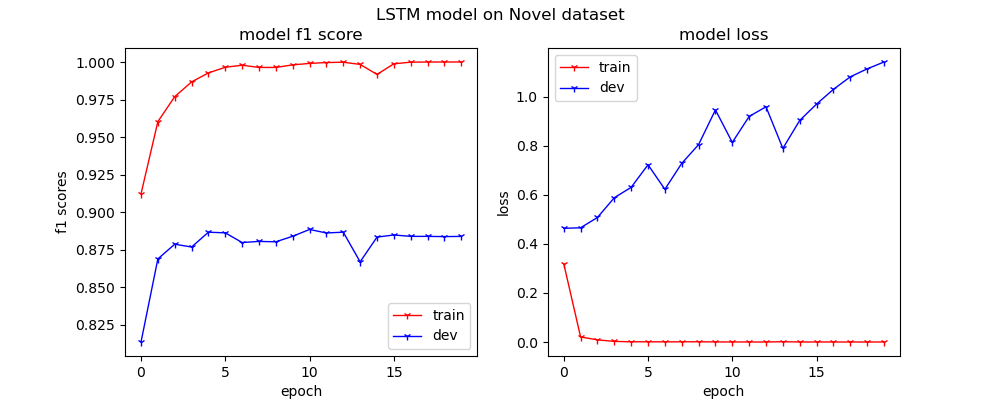 LSTM model on Novel dataset
model f1 score
1.000
0.975
0.950
0.925
0.900
0.875
0.850
0.825
f1 scores
0
5
10
15
epoch
train
dev
model loss
train
dev
1.0
0.8
0.6
0.4
0.2
0.0
loss
0
5
10
15
epoch